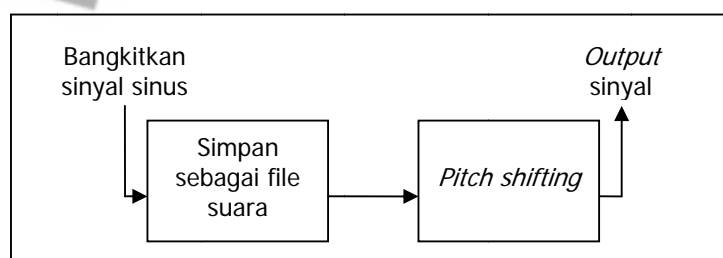 Bangkitkan
sinyal sinus
Simpan
sebagai file
suara
Pitch shifting
Output
sinyal